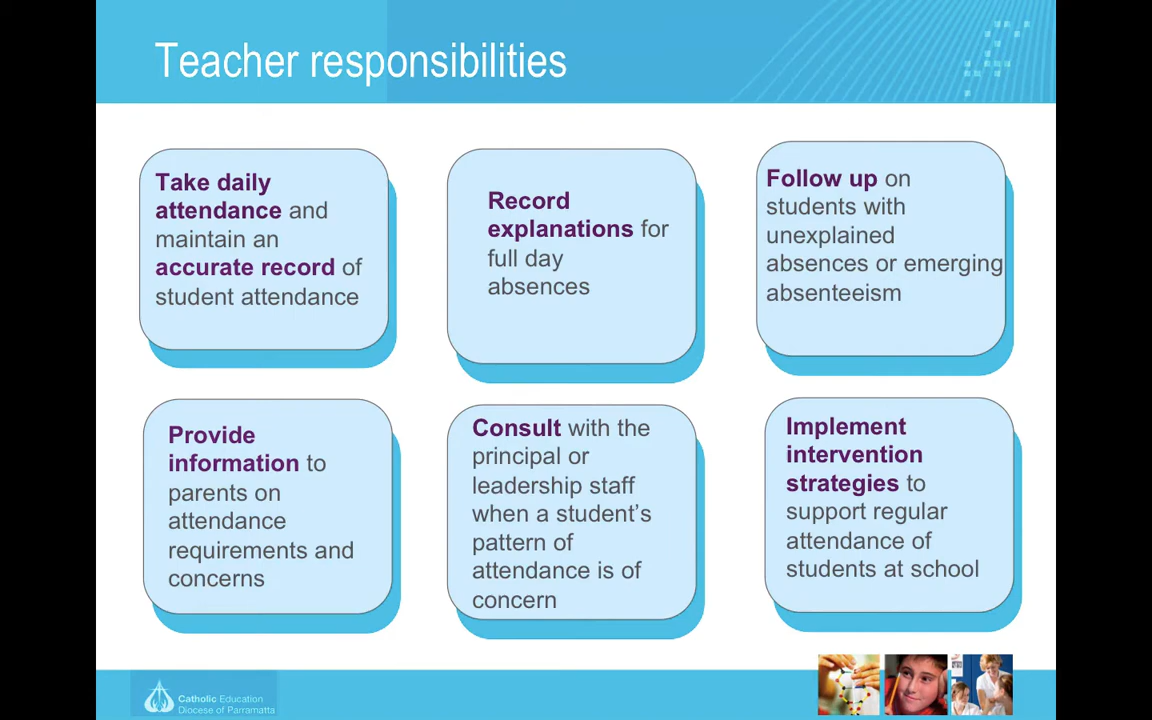 Teacher responsibilities
Take daily
attendance and
maintain an
accurate record of
student attendance
Record
explanations for
full day
absences
Follow up on
students with
unexplained
absences or emerging
absenteeism
Provide
information to
parents on
attendance
requirements and
concerns
Consult with the
principal or
leadership staff
when a student’s
pattern of
attendance is of
concern
Implement
intervention
strategies to
support regular
attendance of
students at school
Catholic Education
Diocese of Parramatta